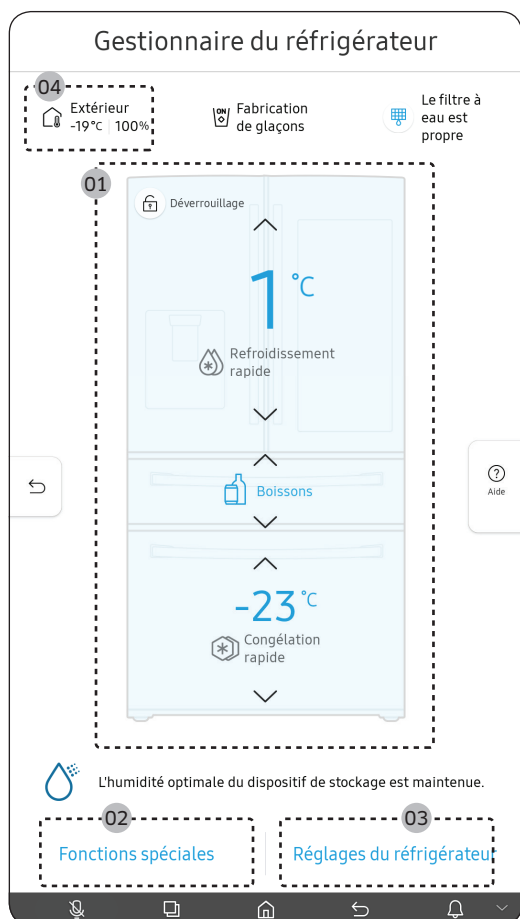 Gestionnaire du réfrigérateur
04
Extérieur
-19°C | 100%
ON
Fabrication
de glaçons
Le filtre à
eau est
propre
01
Déverrouillage
1°C
Refroidissement
rapide
Boissons
Aide
-23°C
Congélation
rapide
L'humidité optimale du dispositif de stockage est maintenue.
02
Fonctions spéciales
03
Réglages du réfrigérateur